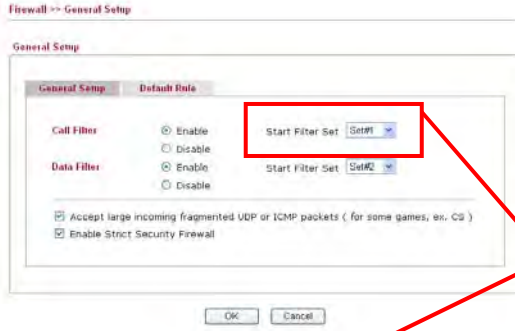 Firewall >> General Setup
General Setup
General Setup Default Rule
Call Filter Enable Start Filter Set Set#1
Disable
Data Filter Enable Start Filter Set Set#2
Disable
Accept large incoming fragmented UDP or ICMP packets ( for some games, ex. CS )
Enable Strict Security Firewall
OK Cancel